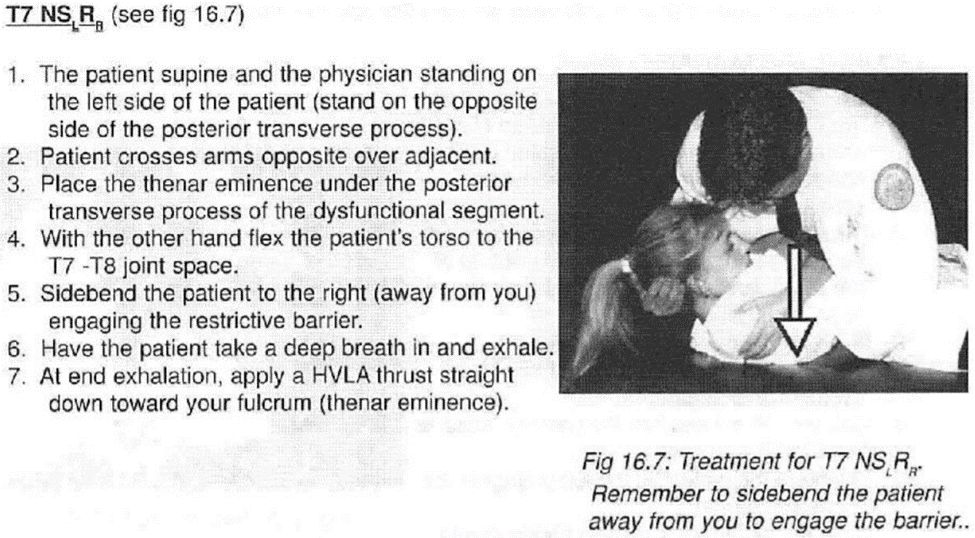 T7 NSLRR (see fig 16.7)
1. The patient supine and the physician standing on
the left side of the patient (stand on the opposite
side of the posterior transverse process).
2. Patient crosses arms opposite over adjacent.
3. Place the thenar eminence under the posterior
transverse process of the dysfunctional segment.
4. With the other hand flex the patient's torso to the
T7 -T8 joint space.
5. Sidebend the patient to the right (away from you)
engaging the restrictive barrier.
6. Have the patient take a deep breath in and exhale.
7. At end exhalation, apply a HVLA thrust straight
down toward your fulcrum (thenar eminence).
Fig 16.7: Treatment for T7 NSLRR.
Remember to sidebend the patient
away from you to engage the barrier..